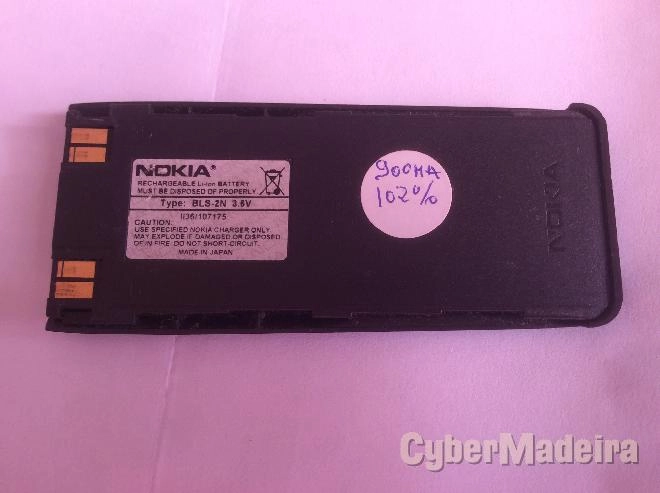 NOKIA
RECHARGEABLE Li-Ion BATTERY
MUST BE DISPOSED OF PROPERLY
Type: BLS-2N 3.6V
I/36/107175
CAUTION:
USE SPECIFIED NOKIA CHARGER ONLY
MAY EXPLODE IF DAMAGED OR
DISPOSED OF IN FIRE. DO NOT
SHORT CIRCUIT.
MADE IN JAPAN
900MA
102%
NOKIA
CyberMadeira